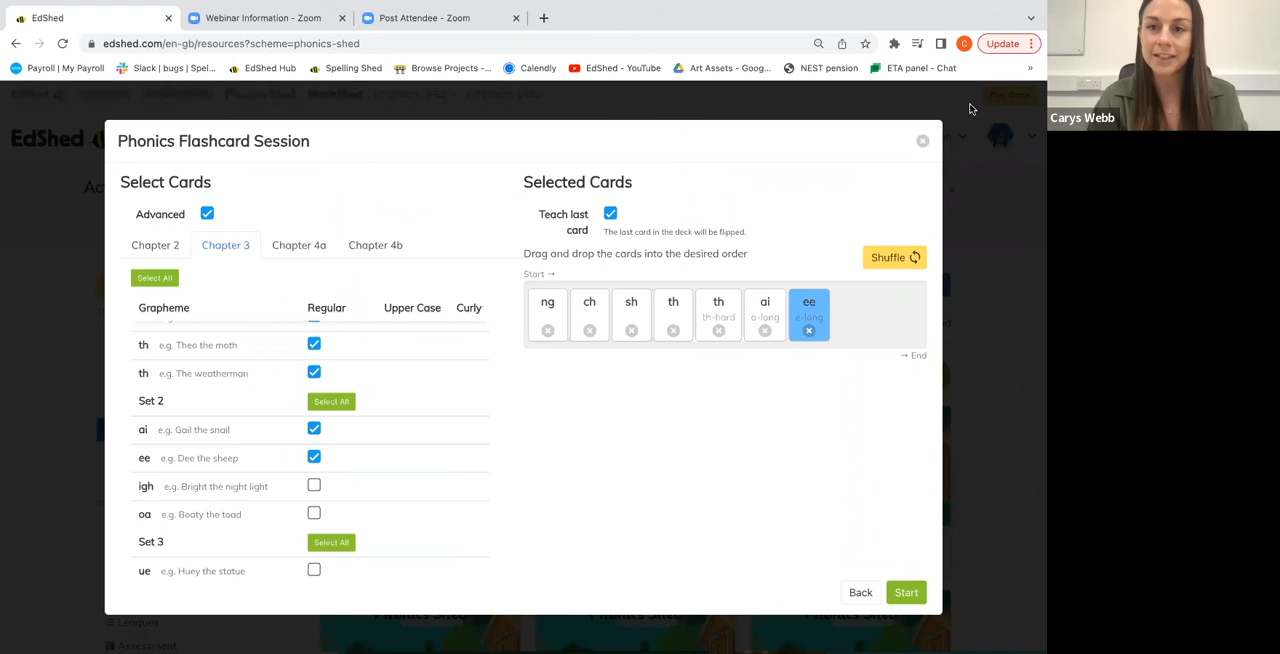 EdShed
Webinar Information - Zoom
Post Attendee - Zoom
edshed.com/en-gb/resources?scheme=phonics-shed
C
Update
Payroll | My Payroll
Slack | bugs | Spel...
EdShed Hub
Spelling Shed
Browse Projects -...
Calendly
EdShed - YouTube
Art Assets - Goog...
NEST pension
ETA panel - Chat
»
Carys Webb
EdShed
Phonics Flashcard Session
Select Cards
Advanced
Chapter 2
Chapter 3
Chapter 4a
Chapter 4b
Select All
Grapheme Regular Upper Case Curly
th e.g. Theo the moth
th e.g. The weatherman
Set 2 Select All
ai e.g. Gail the snail
ee e.g. Dee the sheep
igh e.g. Bright the night light
oa e.g. Boaty the toad
Set 3 Select All
ue e.g. Huey the statue
Selected Cards
Teach last card
The last card in the deck will be flipped.
Drag and drop the cards into the desired order
Shuffle
Start →
ng ch sh th th ai ee
th-hard a-long e-long
→ End
Back
Start
Leagues
Assessment